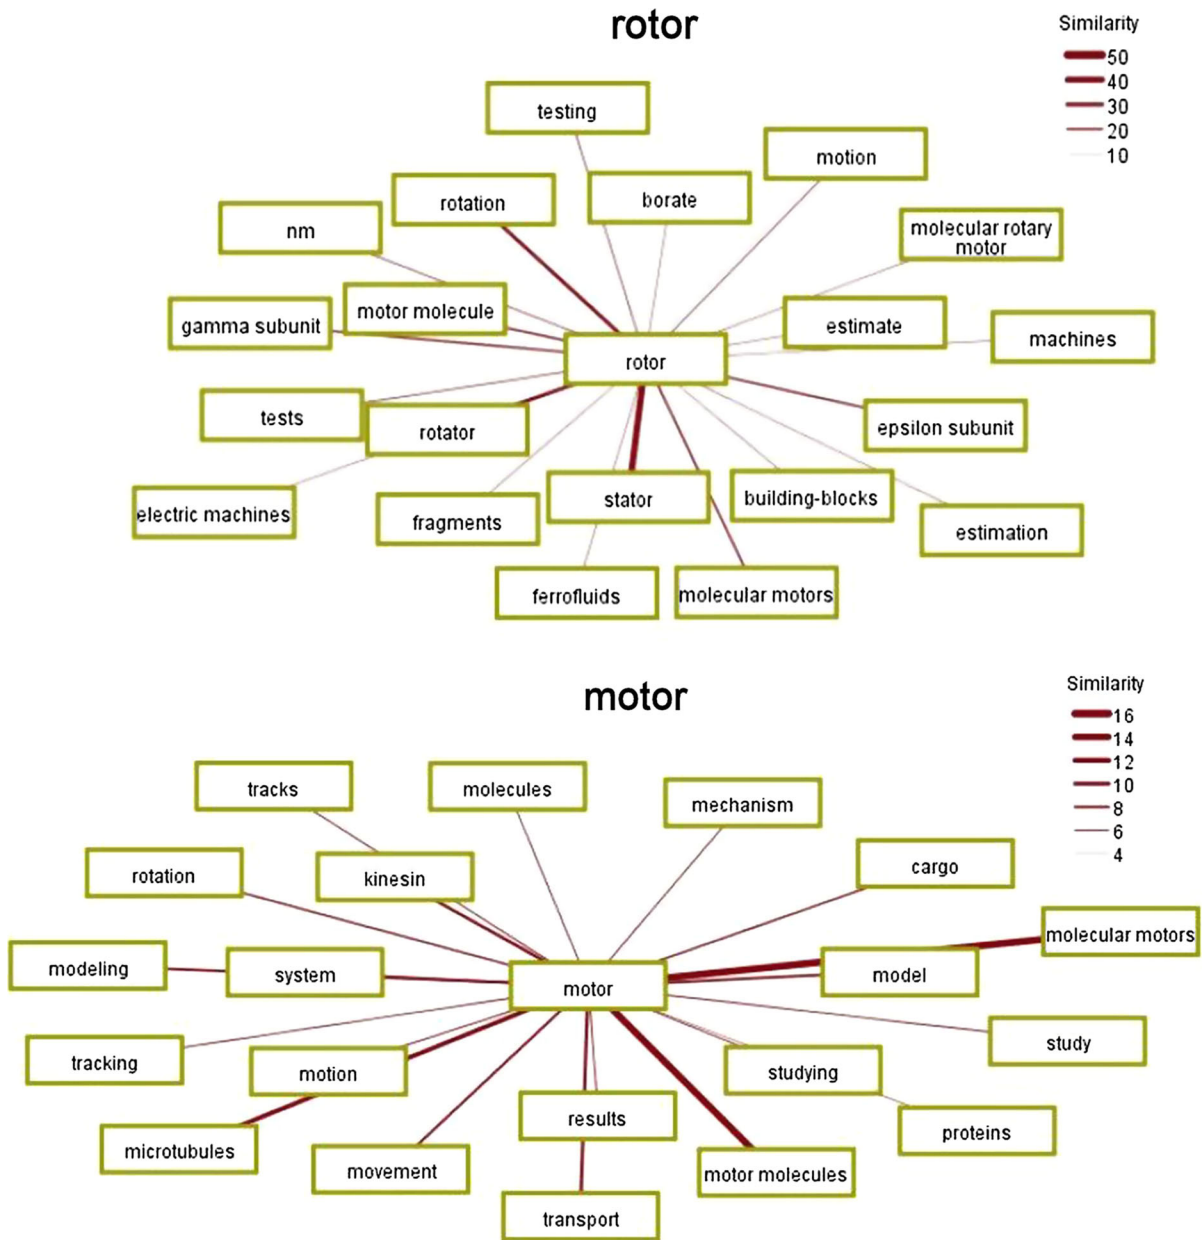 rotor
Similarity
50
40
30
20
10
testing
motion
rotation
borate
nm
molecular rotary
motor
motor molecule
gamma subunit
estimate
machines
rotor
tests
rotator
epsilon subunit
electric machines
fragments
stator
building-blocks
estimation
ferrofluids
molecular motors
motor
Similarity
16
14
12
10
8
6
4
tracks
molecules
mechanism
rotation
kinesin
cargo
molecular motors
modeling
system
motor
model
tracking
motion
studying
study
microtubules
movement
results
motor molecules
proteins
transport